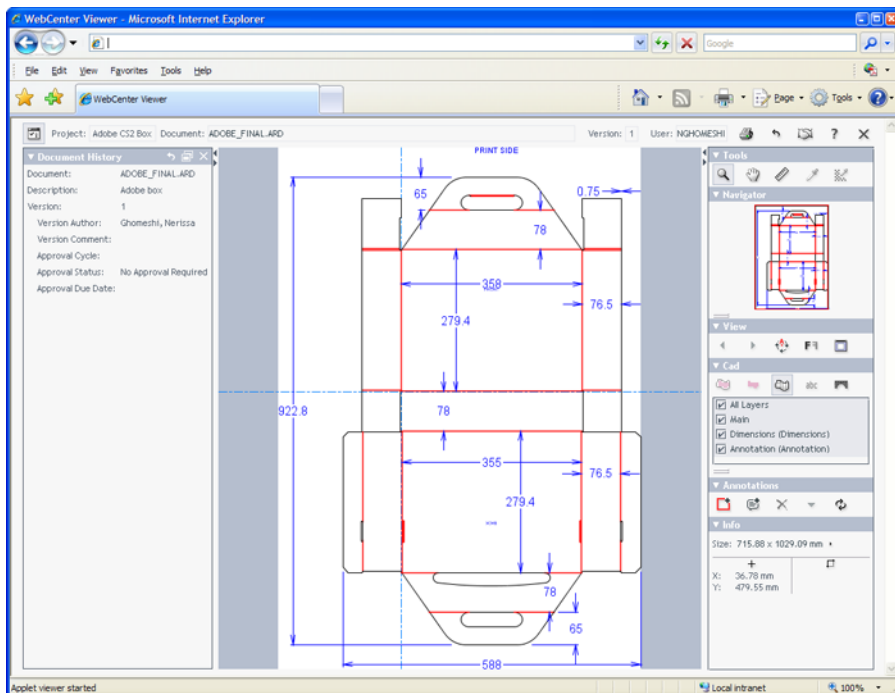 WebCenter Viewer - Microsoft Internet Explorer
Google
File Edit View Favorites Tools Help
WebCenter Viewer
Page Tools
Project: Adobe CS2 Box Document: ADOBE_FINAL.ARD Version: 1 User: NGHOMESHI ?
Document History
Document: ADOBE_FINAL.ARD
Description: Adobe box
Version: 1
Version Author: Ghomeshi, Nerissa
Version Comment:
Approval Cycle:
Approval Status: No Approval Required
Approval Due Date:
PRINT SIDE
65
0.75
78
358
279.4
76.5
922.8
78
355
76.5
279.4
78
65
588
Tools
Navigator
View
Cad
abc
All Layers
Main
Dimensions (Dimensions)
Annotation (Annotation)
Annotations
Info
Size: 715.88 x 1029.09 mm
X: 36.78 mm
Y: 479.55 mm
Applet viewer started
Local intranet
100%